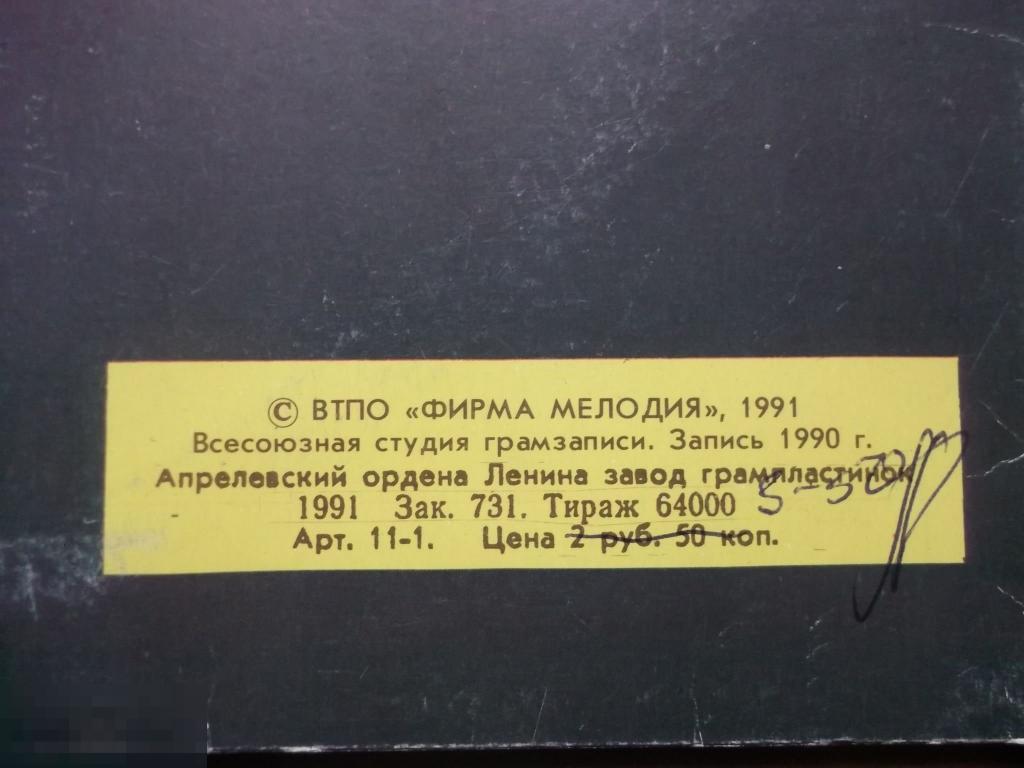 © ВТПО «ФИРМА МЕЛОДИЯ», 1991
Всесоюзная студия грамзаписи. Запись 1990 г.
Апрелевский ордена Ленина завод грампластинок
1991 Зак. 731. Тираж 64000
5-50
Арт. 11-1. Цена 2 руб. 50 коп.